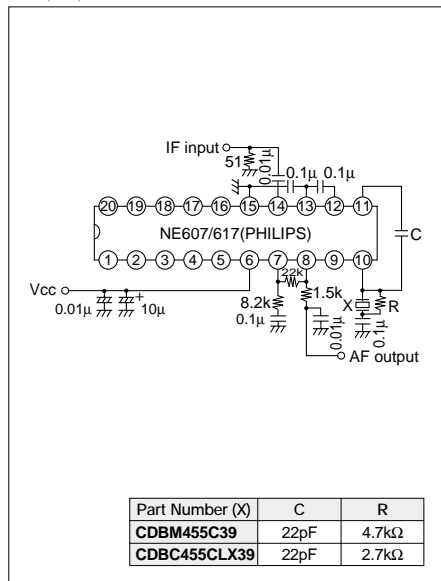 IF input
51
0.01μ
0.1μ 0.1μ
20 19 18 17 16 15 14 13 12 11
NE607/617(PHILIPS)
C
1 2 3 4 5 6 7 8 9 10
22k
Vcc
+
0.01μ 10μ
8.2k 1.5k
X R
0.1μ
0.01μ
0.1μ
AF output
Part Number (X) C R
CDBM455C39 22pF 4.7kΩ
CDBC455CLX39 22pF 2.7kΩ